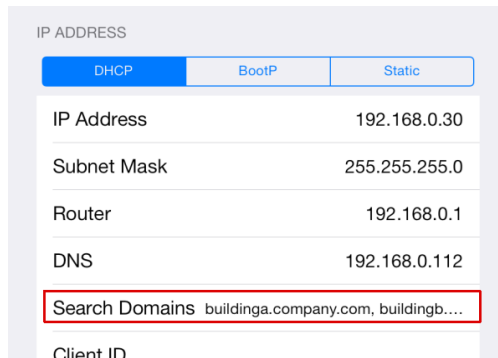 IP ADDRESS
DHCP BootP Static
IP Address 192.168.0.30
Subnet Mask 255.255.255.0
Router 192.168.0.1
DNS 192.168.0.112
Search Domains buildinga.company.com, buildingb....
Client ID